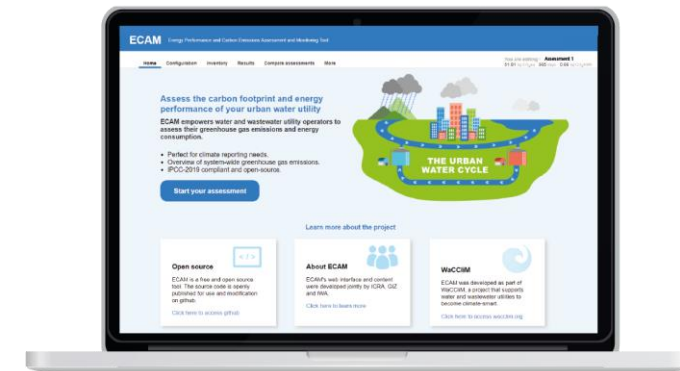 ECAM Energy Performance and Carbon Emissions Assessment and Monitoring Tool
Home Configuration Inventory Results Compare assessments More
You are editing: Assessment 1
Assess the carbon footprint and energy
performance of your urban water utility
ECAM empowers water and wastewater utility operators to
assess their greenhouse gas emissions and energy
consumption.
• Perfect for climate reporting needs.
• Overview of system-wide greenhouse gas emissions.
• IPCC-2019 compliant and open-source.
Start your assessment
THE URBAN
WATER CYCLE
Learn more about the project
</>
Open source
ECAM is a free and open source
tool. The source code is openly
published for use and modification
on github.
Click here to access github
About ECAM
ECAM's web interface and content
were developed jointly by ICRA, GIZ
and IWA.
Click here to learn more
WaCCliM
ECAM was developed as part of
WaCCliM, a project that supports
water and wastewater utilities to
become climate-smart.
Click here to access wacclim.org